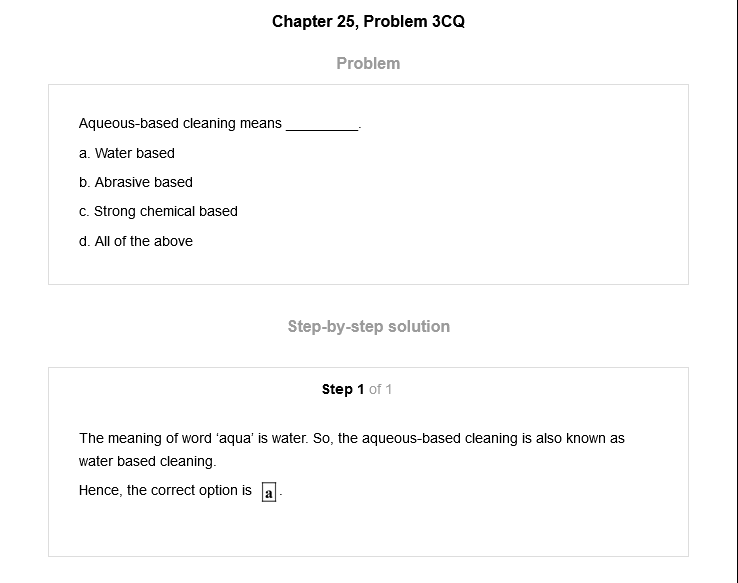 Chapter 25, Problem 3CQ
Problem
Aqueous-based cleaning means _________.
a. Water based
b. Abrasive based
c. Strong chemical based
d. All of the above
Step-by-step solution
Step 1 of 1
The meaning of word 'aqua' is water. So, the aqueous-based cleaning is also known as
water based cleaning.
Hence, the correct option is a.